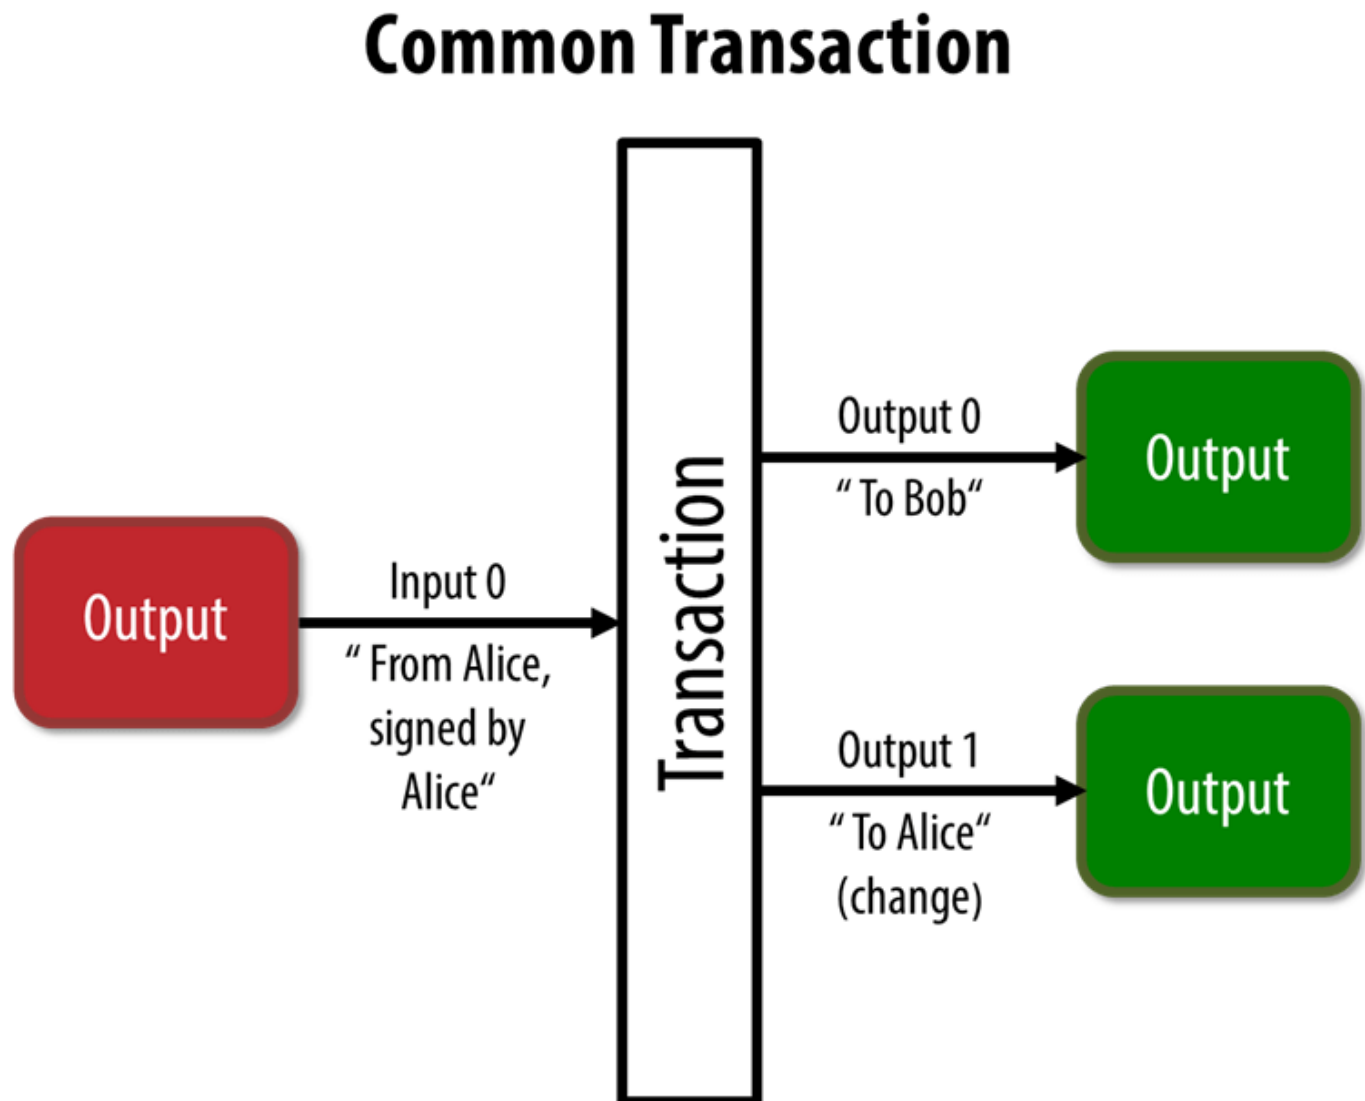 Common Transaction
Output
Input 0
“ From Alice,
signed by
Alice“
Transaction
Output 0
“ To Bob“
Output
Output 1
“ To Alice“
(change)
Output